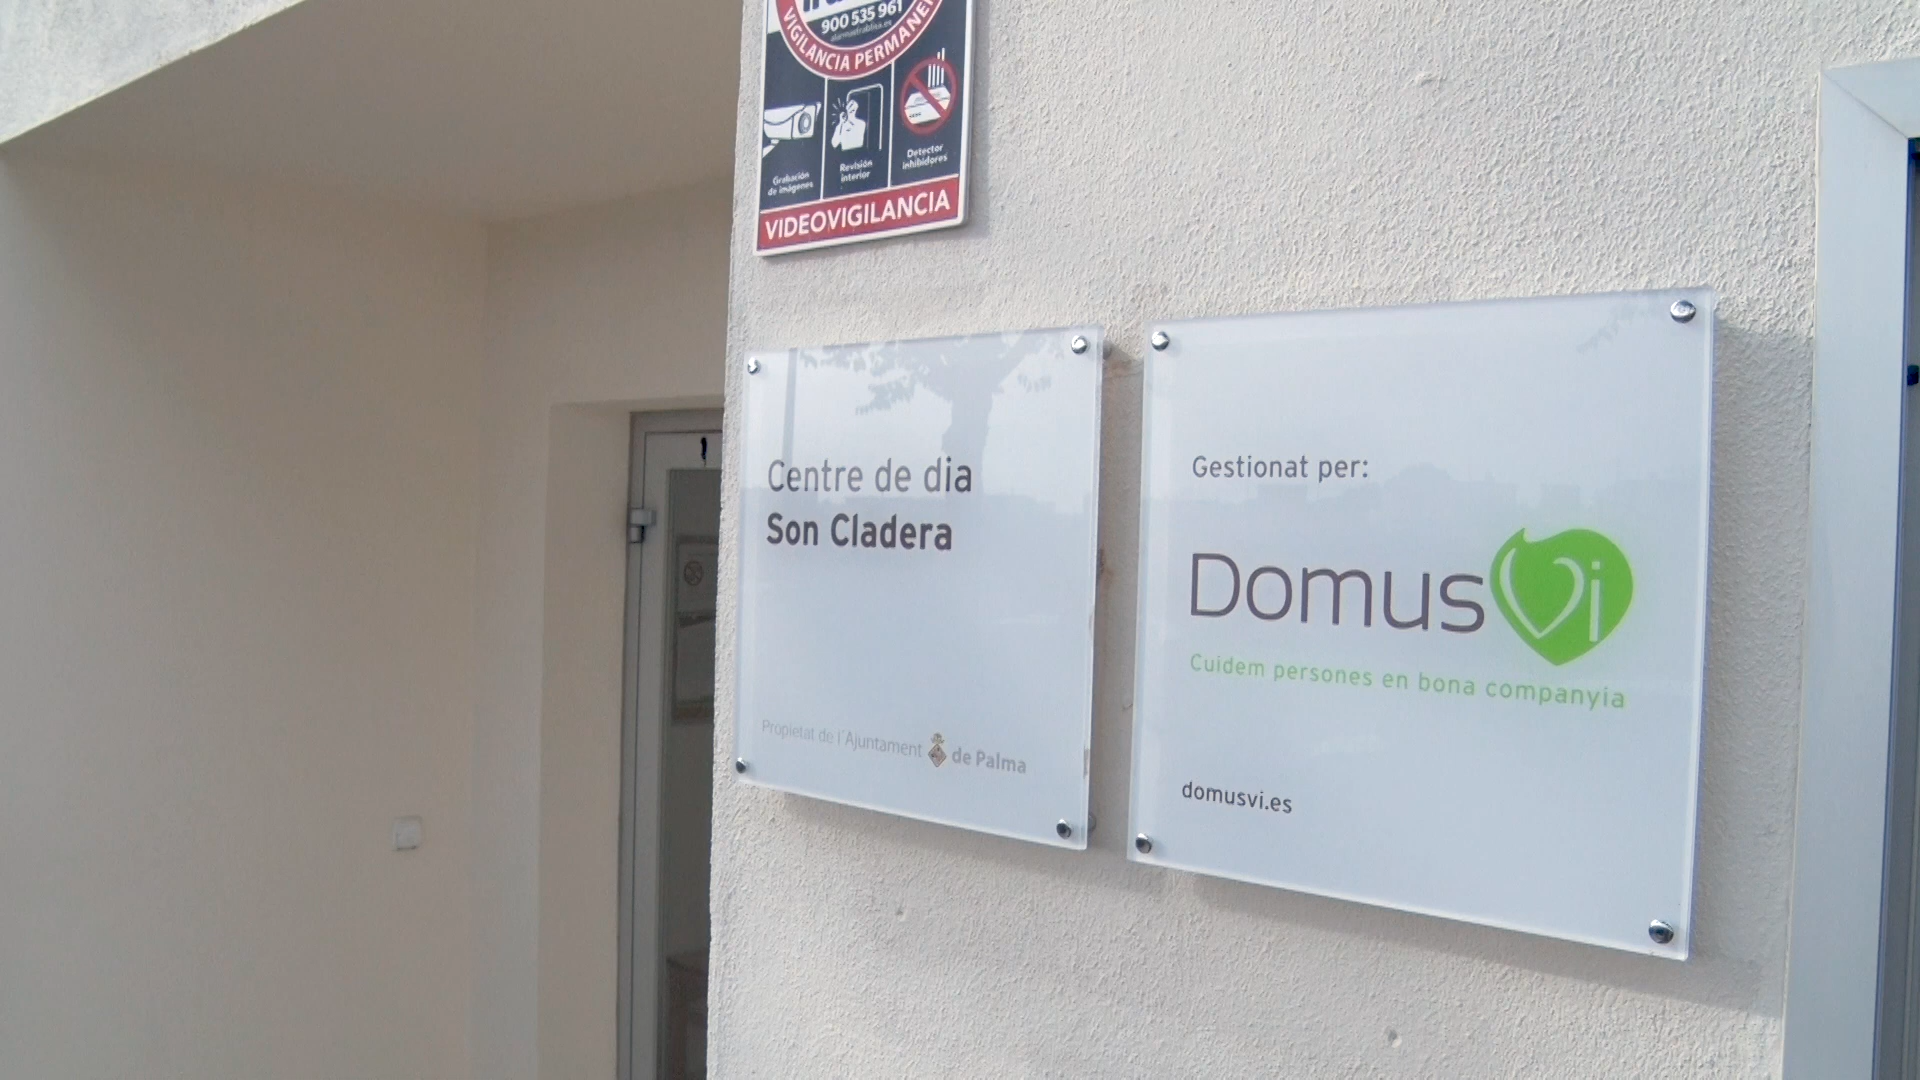 900 535 961
VIGILANCIA PERMANEN
Grabación
de imágenes
Revisión
interior
Detector
inhibidores
VIDEOVIGILANCIA
Centre de dia
Son Cladera
Propietat de l'Ajuntament de Palma
Gestionat per:
DomusVi
Cuidem persones en bona companyia
domusvi.es